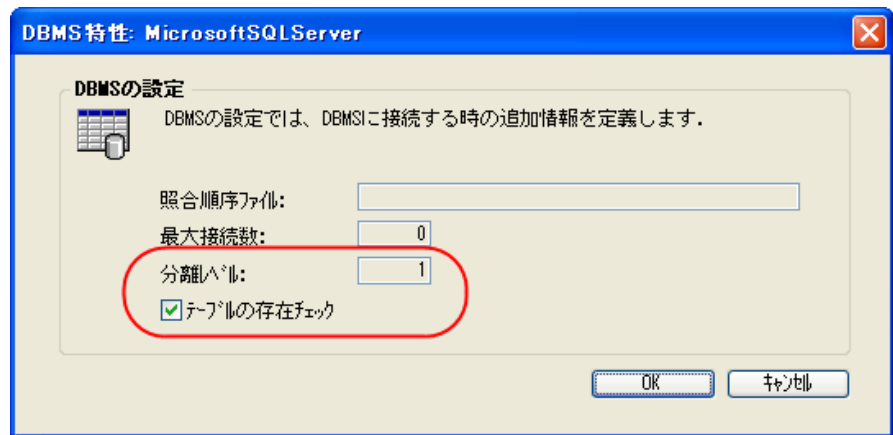 DBMS特性: MicrosoftSQLServer
DBMSの設定
DBMSの設定では、DBMSに接続する時の追加情報を定義します.
照合順序ファイル:
最大接続数: 0
分離レベル: 1
テーブルの存在チェック
OK キャンセル